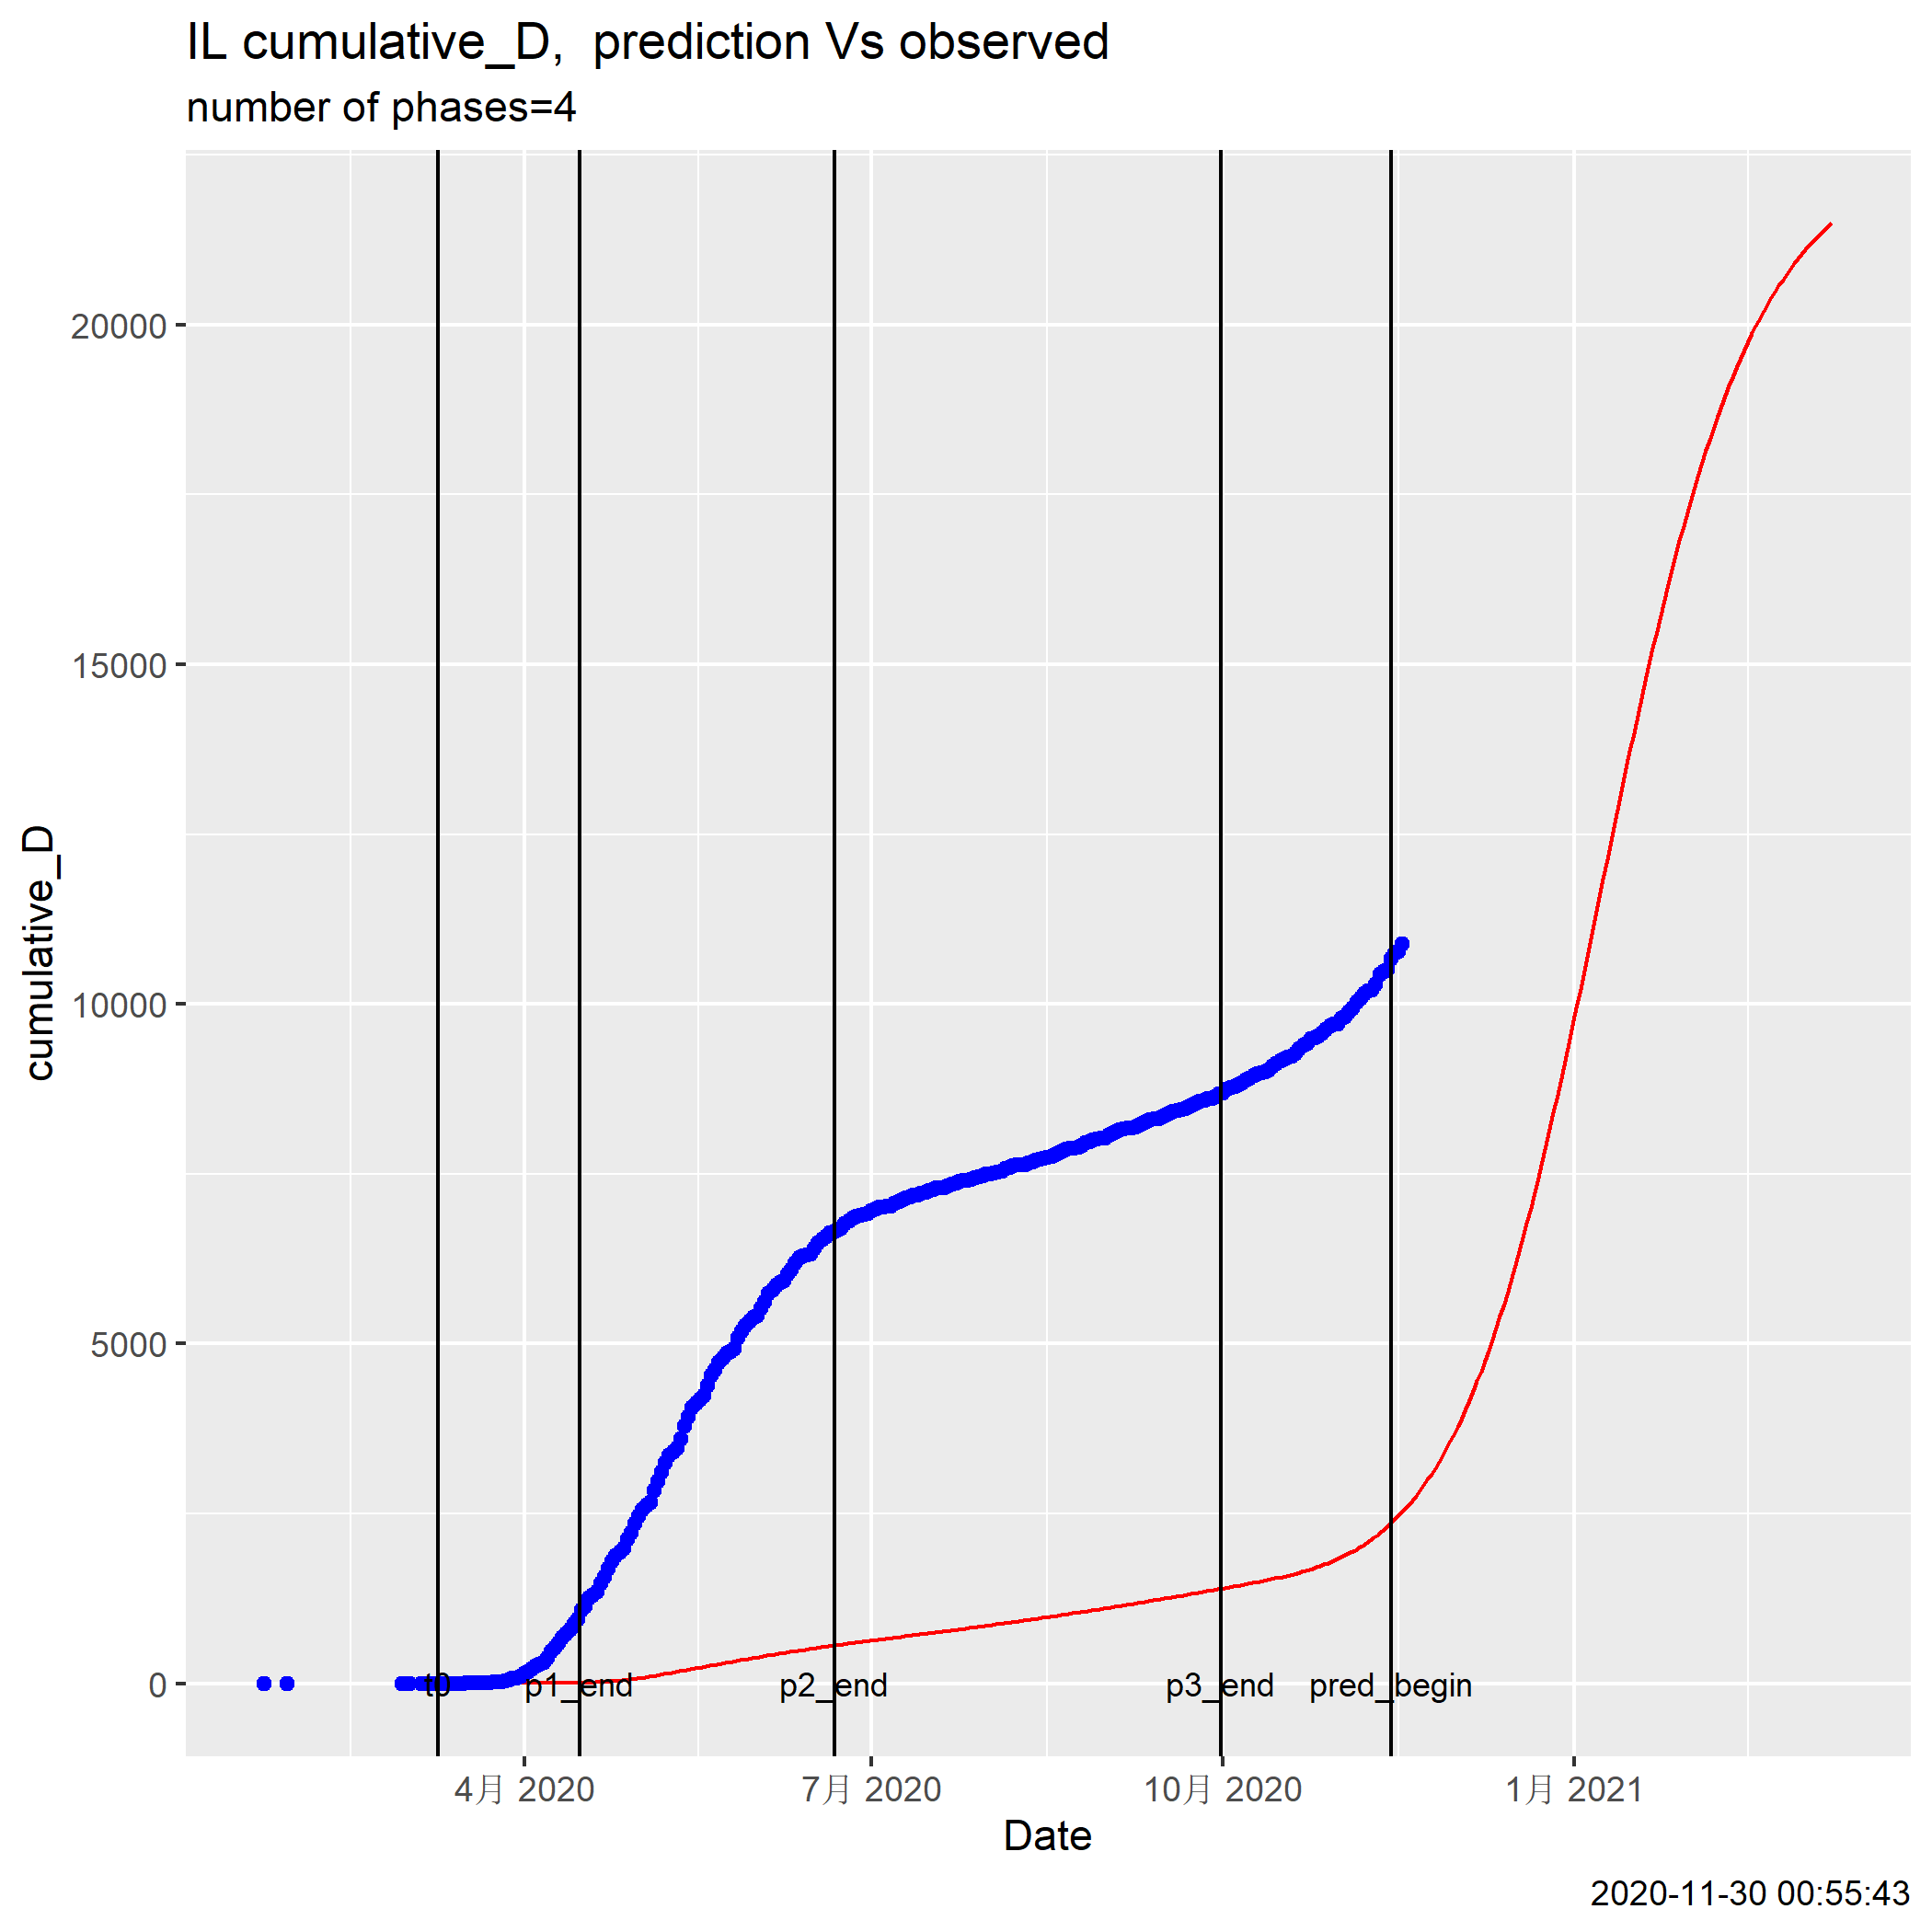 IL cumulative_D,  prediction Vs observed
number of phases=4
cumulative_D
20000
15000
10000
5000
0
t0
p1_end
p2_end
p3_end
pred_begin
4月 2020
7月 2020
10月 2020
1月 2021
Date
2020-11-30 00:55:43